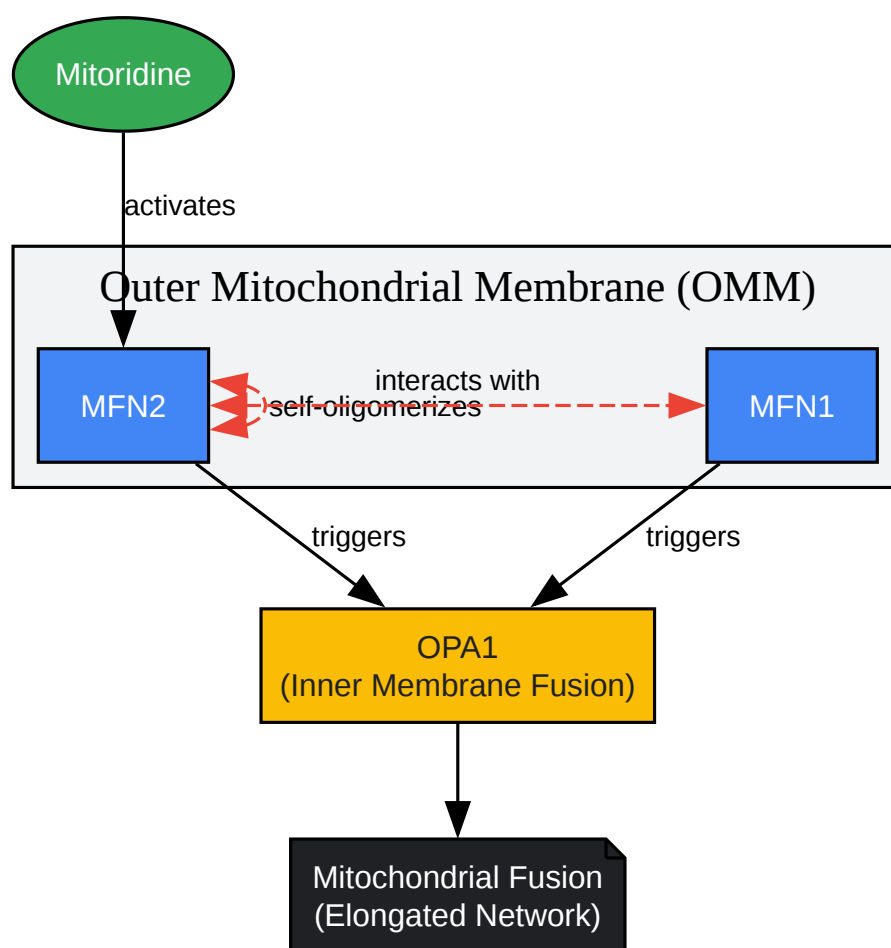 Mitoridine
activates
Outer Mitochondrial Membrane (OMM)
interacts with
MFN2
self-oligomerizes
MFN1
triggers
triggers
OPA1
(Inner Membrane Fusion)
Mitochondrial Fusion
(Elongated Network)